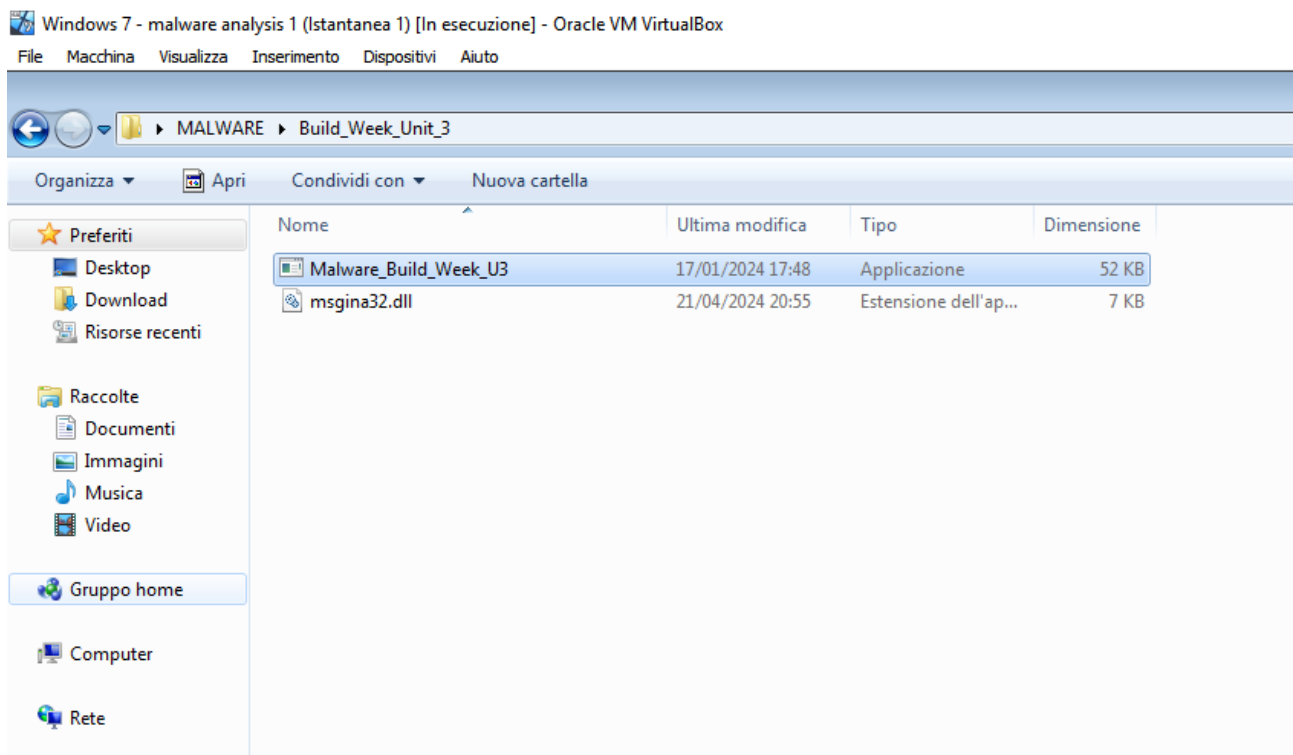 Windows 7 - malware analysis 1 (Istantanea 1) [In esecuzione] - Oracle VM VirtualBox
File Macchina Visualizza Inserimento Dispositivi Aiuto
MALWARE Build_Week_Unit_3
Organizza Apri Condividi con Nuova cartella
Nome Ultima modifica Tipo Dimensione
Malware_Build_Week_U3 17/01/2024 17:48 Applicazione 52 KB
msgina32.dll 21/04/2024 20:55 Estensione dell'ap... 7 KB
Preferiti
Desktop
Download
Risorse recenti
Raccolte
Documenti
Immagini
Musica
Video
Gruppo home
Computer
Rete